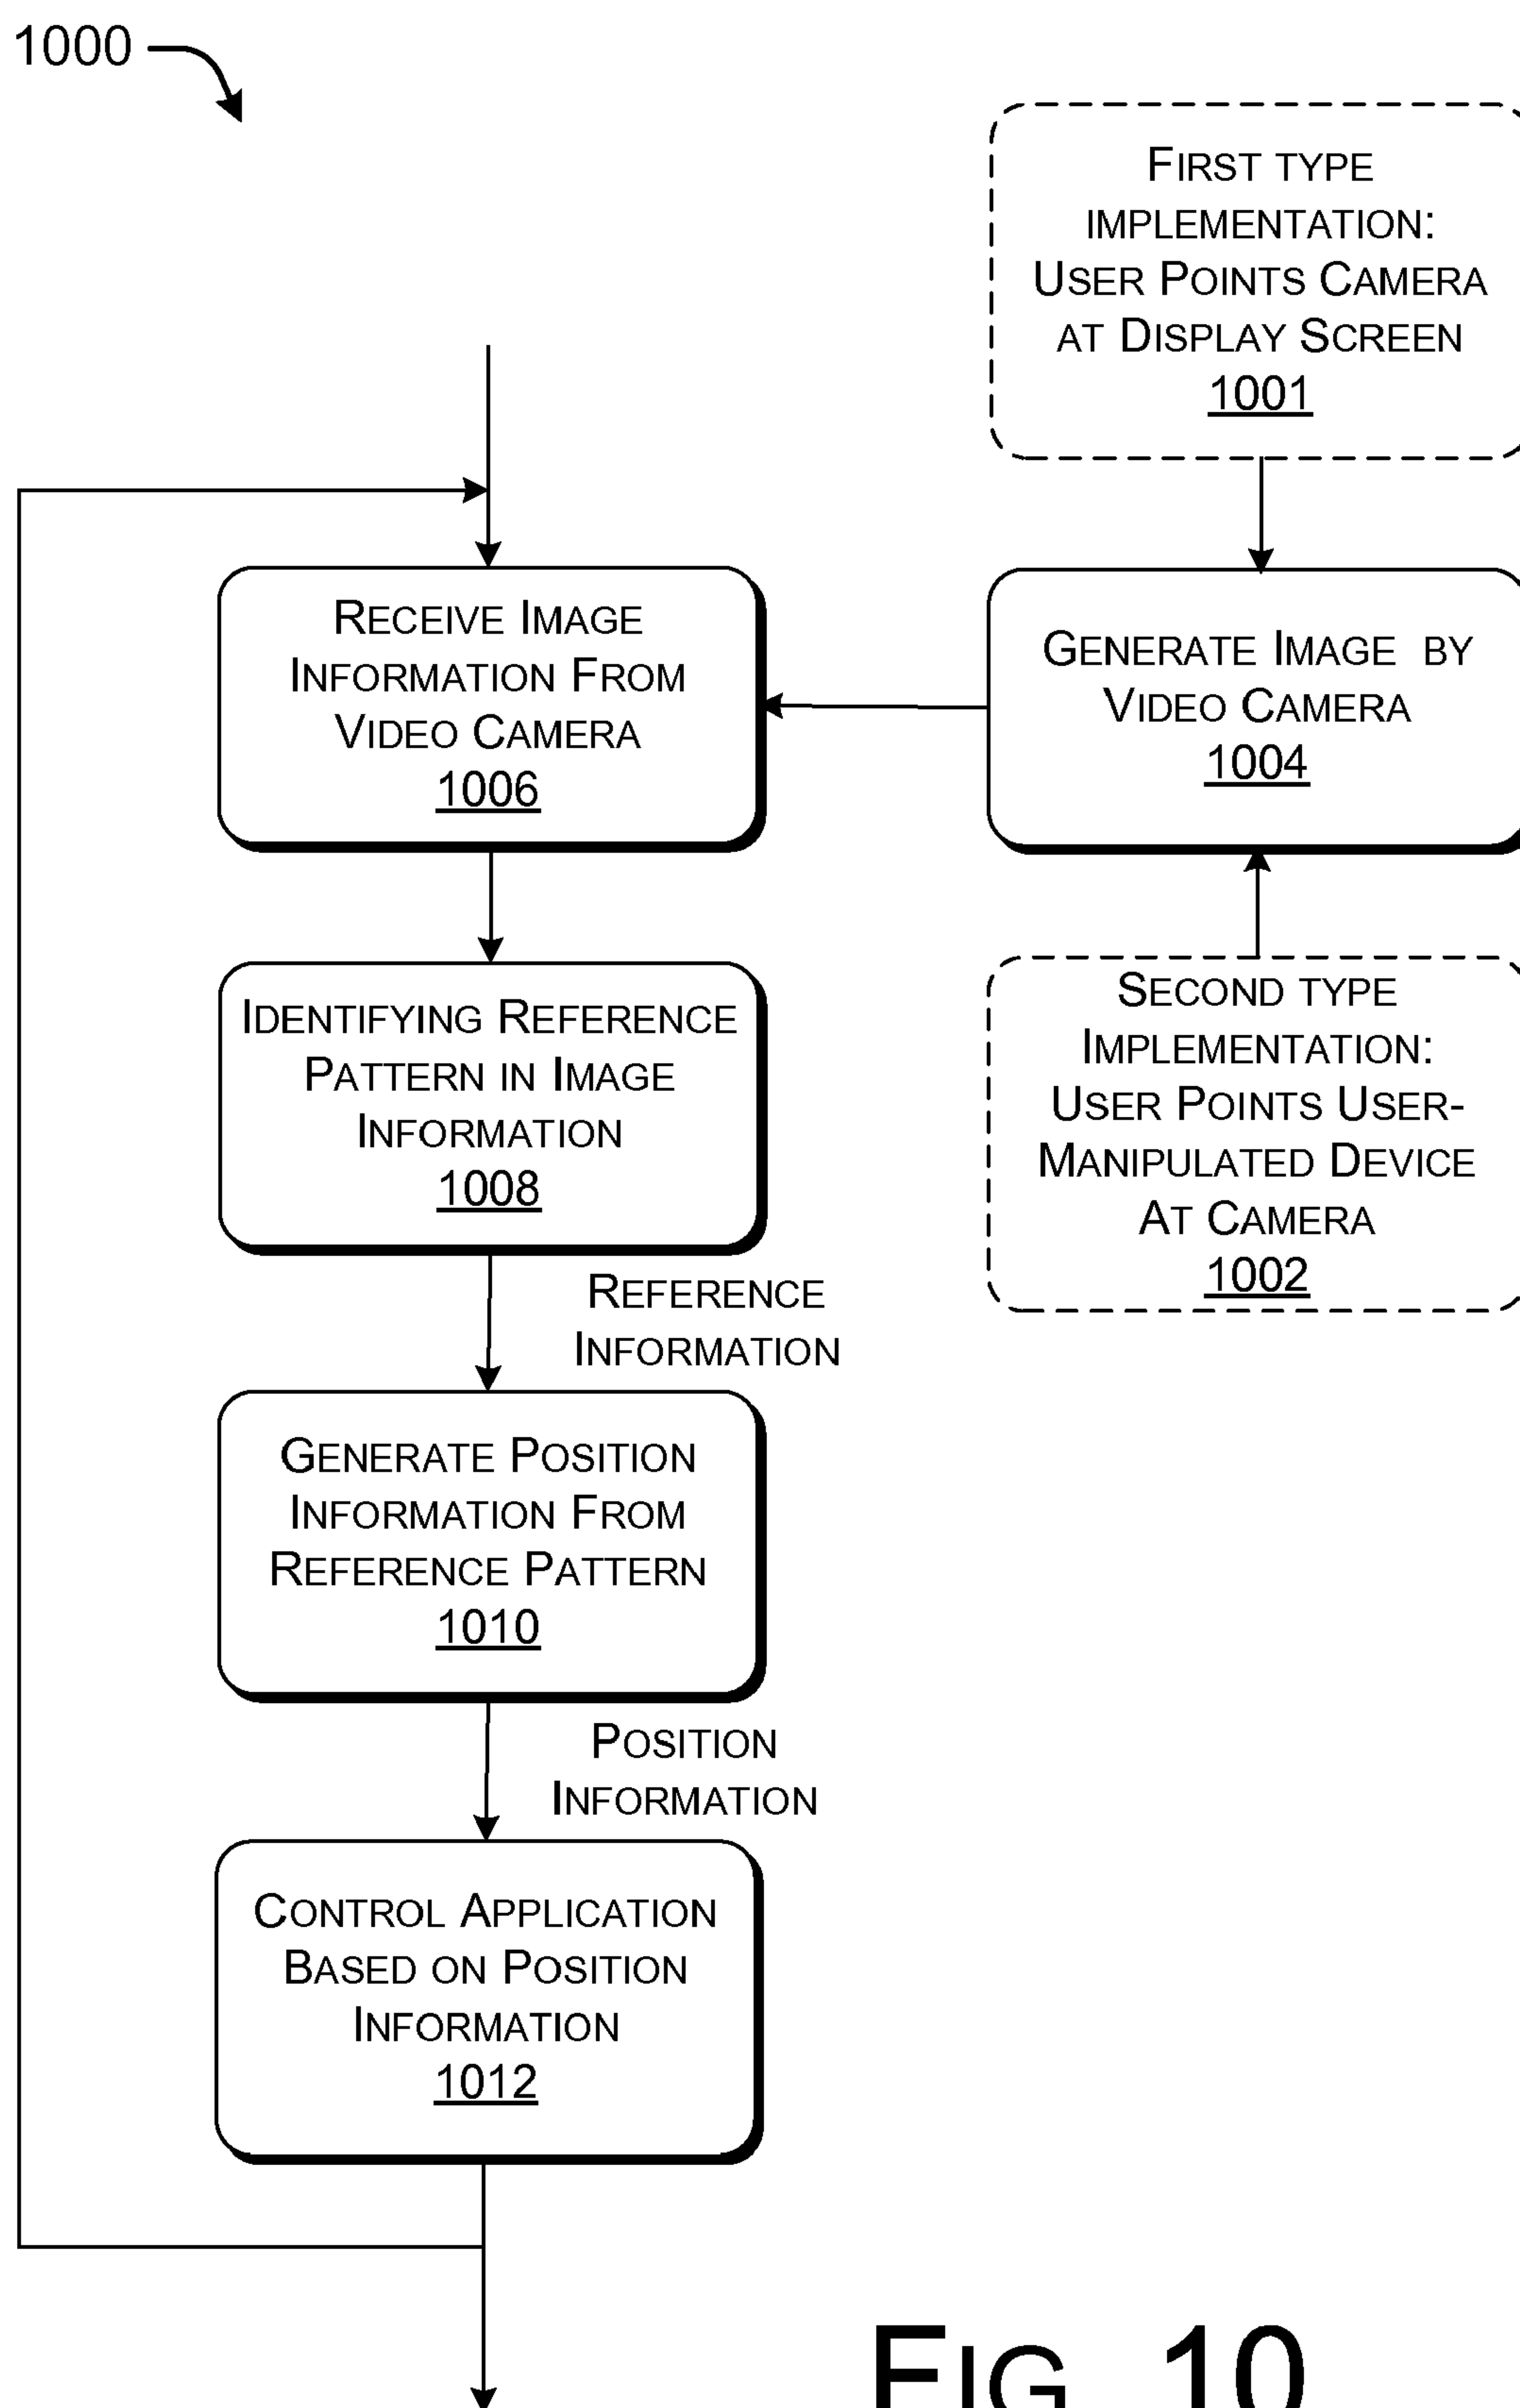 1000
FIRST TYPE
IMPLEMENTATION:
USER POINTS CAMERA
AT DISPLAY SCREEN
1001
RECEIVE IMAGE
INFORMATION FROM
VIDEO CAMERA
1006
GENERATE IMAGE BY
VIDEO CAMERA
1004
IDENTIFYING REFERENCE
PATTERN IN IMAGE
INFORMATION
1008
SECOND TYPE
IMPLEMENTATION:
USER POINTS USER-
MANIPULATED DEVICE
AT CAMERA
1002
REFERENCE
INFORMATION
GENERATE POSITION
INFORMATION FROM
REFERENCE PATTERN
1010
POSITION
INFORMATION
CONTROL APPLICATION
BASED ON POSITION
INFORMATION
1012
FIG. 10